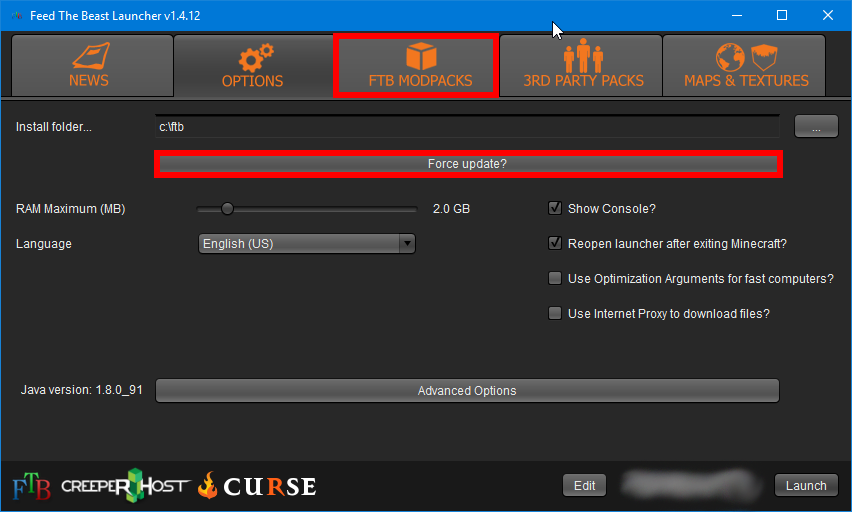 Feed The Beast Launcher v1.4.12
NEWS
OPTIONS
FTB MODPACKS
3RD PARTY PACKS
MAPS & TEXTURES
Install folder...
c:\ftb
...
Force update?
RAM Maximum (MB)
2.0 GB
Show Console?
Language
English (US)
Reopen launcher after exiting Minecraft?
Use Optimization Arguments for fast computers?
Use Internet Proxy to download files?
Java version: 1.8.0_91
Advanced Options
FTB
CREEPERHOST
CURSE
Edit
Launch